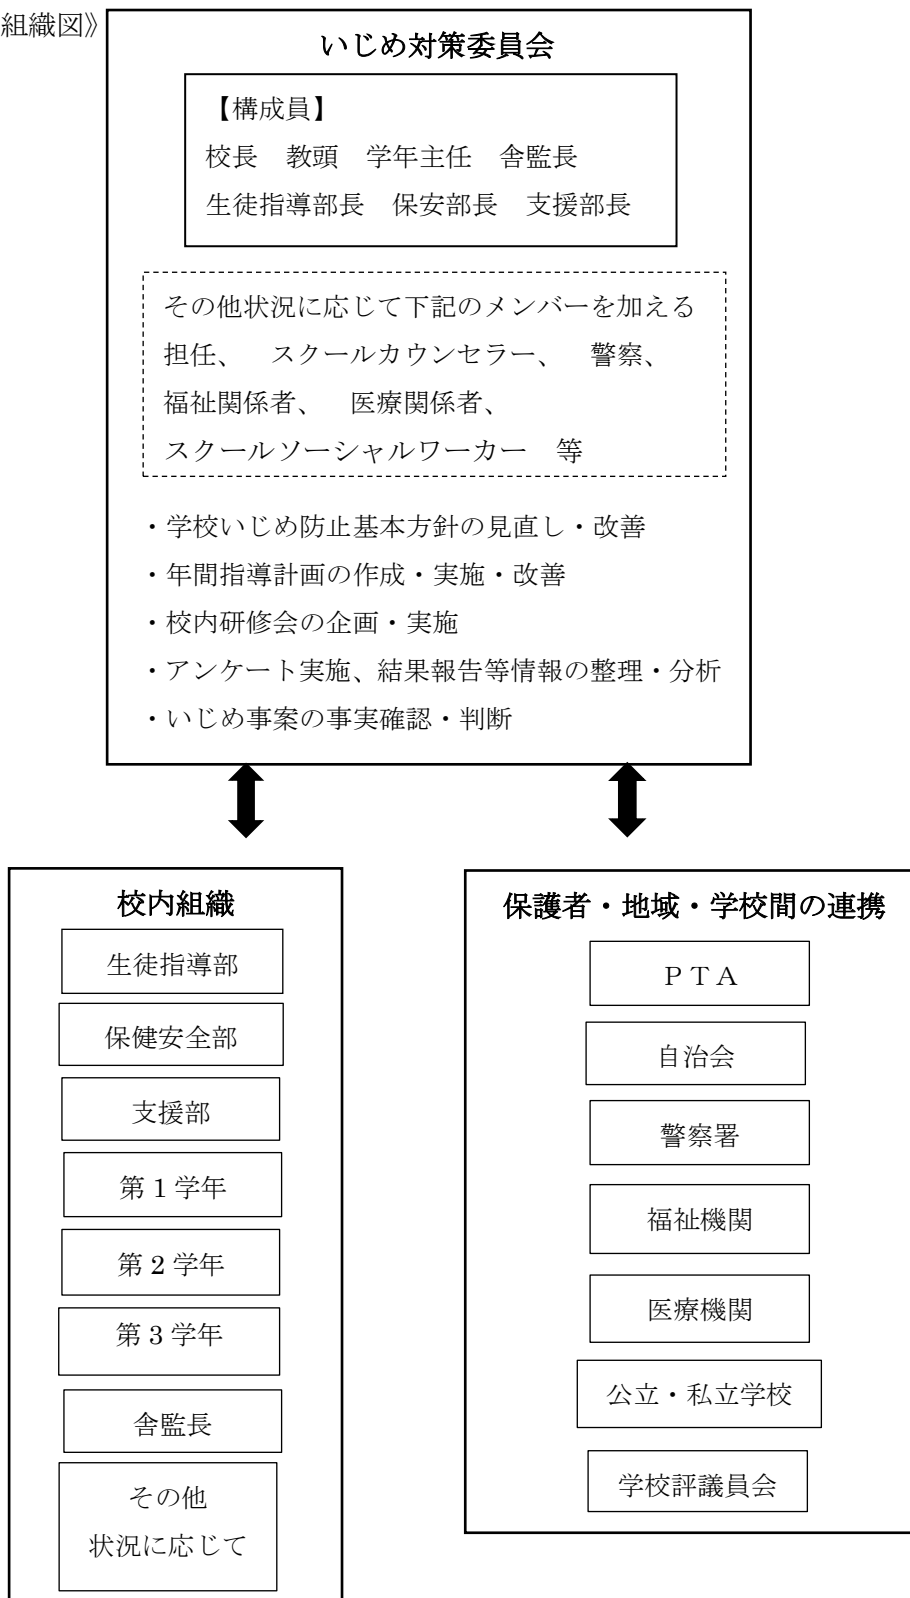 組織図》
いじめ対策委員会
【構成員】
校長　教頭　学年主任　舎監長
生徒指導部長　保安部長　支援部長
その他状況に応じて下記のメンバーを加える
担任、　スクールカウンセラー、　警察、
福祉関係者、　医療関係者、
スクールソーシャルワーカー　等
・学校いじめ防止基本方針の見直し・改善
・年間指導計画の作成・実施・改善
・校内研修会の企画・実施
・アンケート実施、結果報告等情報の整理・分析
・いじめ事案の事実確認・判断
校内組織
生徒指導部
保健安全部
支援部
第 1 学年
第 2 学年
第 3 学年
舎監長
その他
状況に応じて
保護者・地域・学校間の連携
ＰＴＡ
自治会
警察署
福祉機関
医療機関
公立・私立学校
学校評議員会